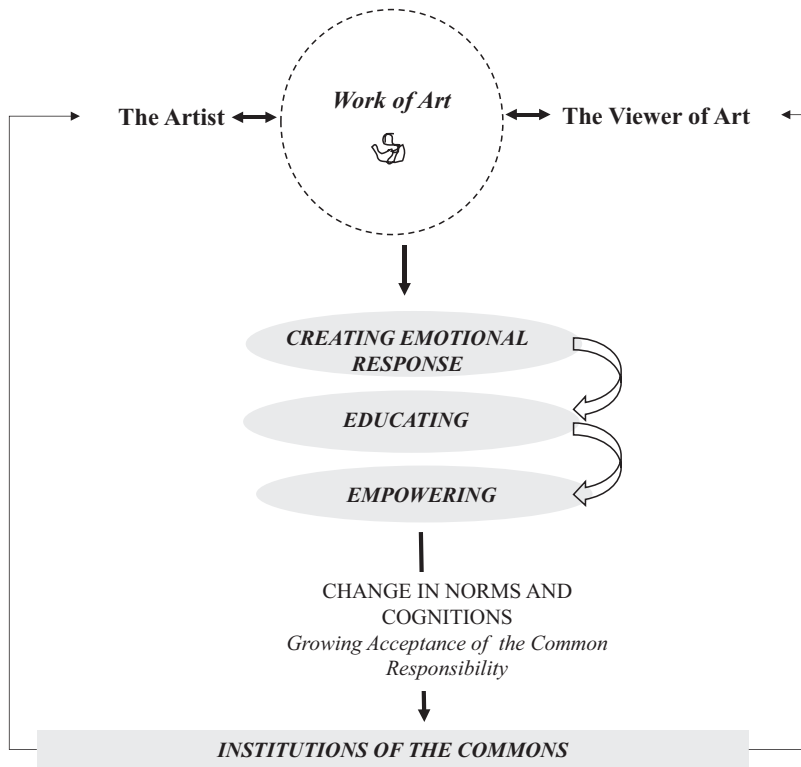 Work of Art
The Artist
The Viewer of Art
CREATING EMOTIONAL
RESPONSE
EDUCATING
EMPOWERING
CHANGE IN NORMS AND
COGNITIONS
Growing Acceptance of the Common
Responsibility
INSTITUTIONS OF THE COMMONS